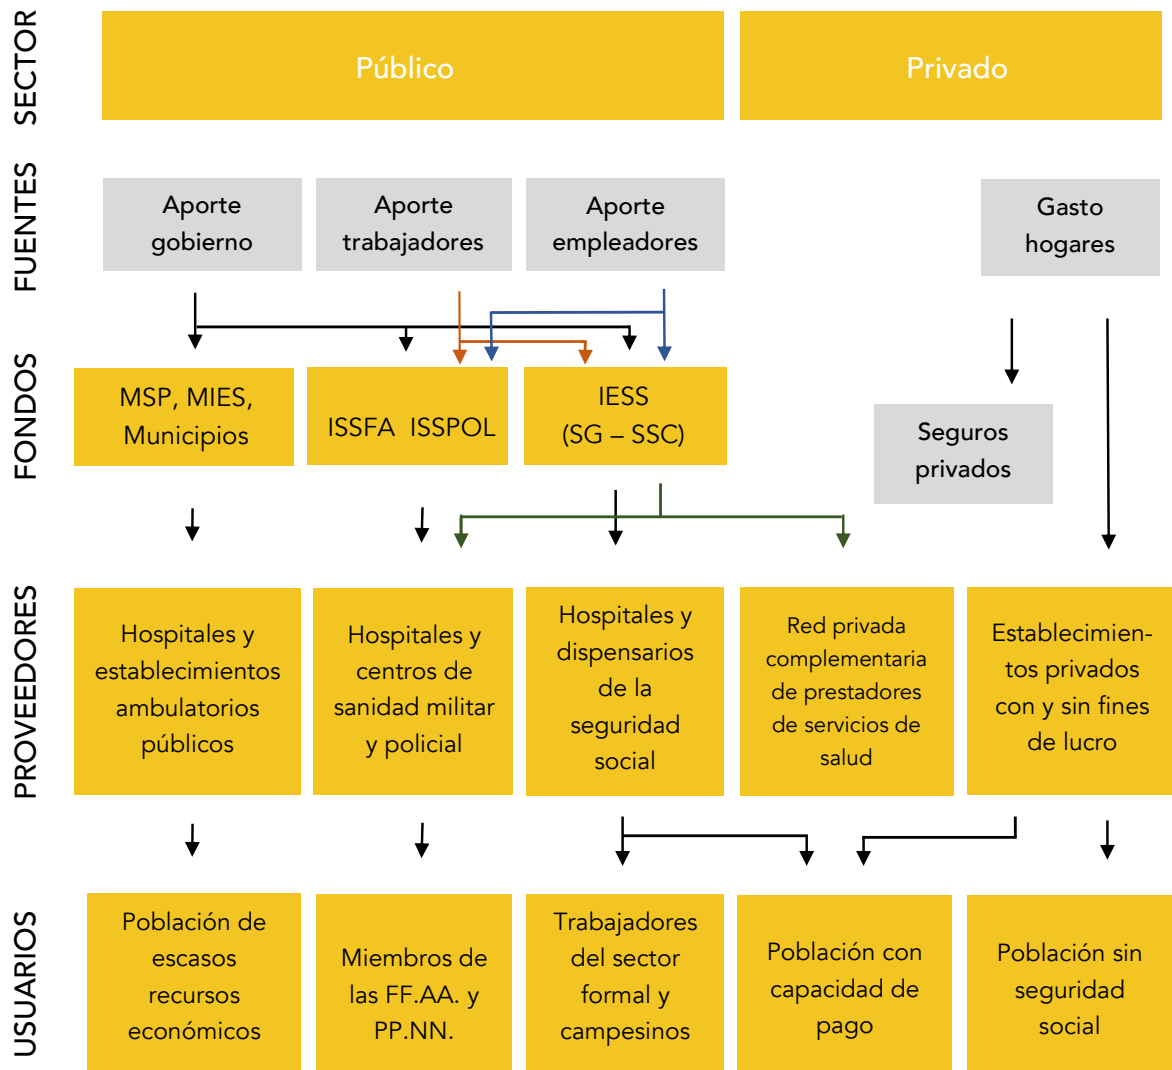 SECTOR
Público
Privado
FUENTES
Aporte
gobierno
Aporte
trabajadores
Aporte
empleadores
Gasto
hogares
FONDOS
MSP, MIES,
Municipios
ISSFA ISSPOL
IESS
(SG – SSC)
Seguros
privados
PROVEEDORES
Hospitales y
establecimientos
ambulatorios
públicos
Hospitales y
centros de
sanidad militar
y policial
Hospitales y
dispensarios
de la
seguridad
social
Red privada
complementaria
de prestadores
de servicios de
salud
Establecimien-
tos privados
con y sin fines
de lucro
USUARIOS
Población de
escasos
recursos
económicos
Miembros de
las FF.AA. y
PP.NN.
Trabajadores
del sector
formal y
campesinos
Población con
capacidad de
pago
Población sin
seguridad
social